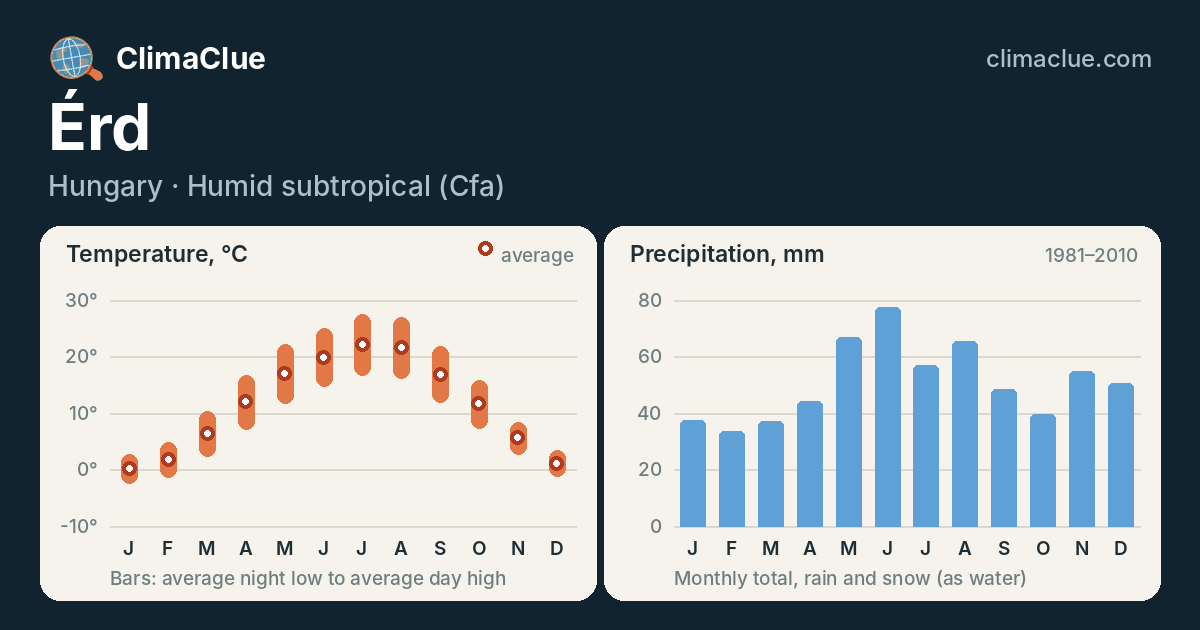 ClimaClue
climaclue.com
Érd
Hungary · Humid subtropical (Cfa)
Temperature, °C
average
30°
20°
10°
0°
-10°
J F M A M J J A S O N D
Bars: average night low to average day high
Precipitation, mm
1981–2010
80
60
40
20
0
J F M A M J J A S O N D
Monthly total, rain and snow (as water)